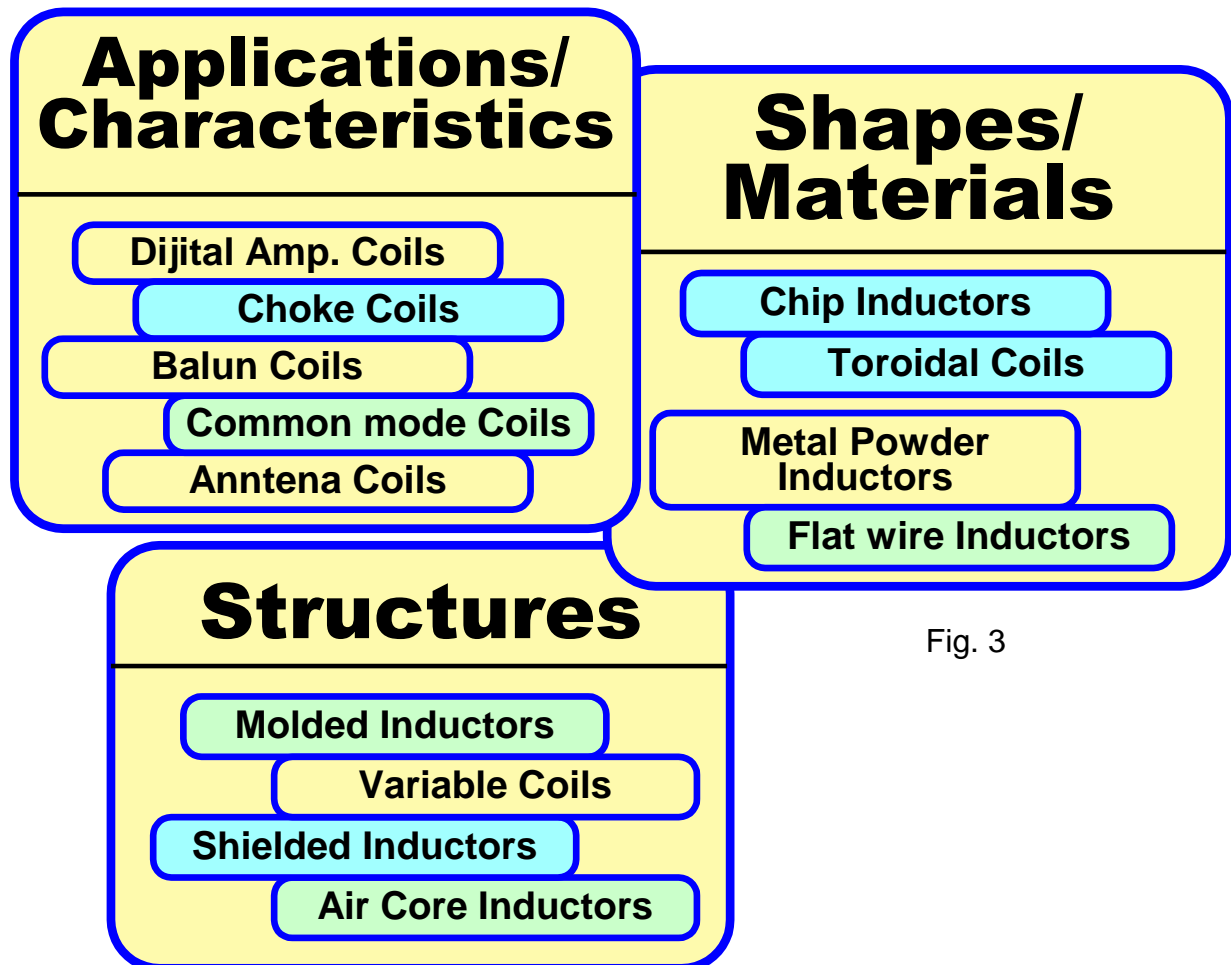 Applications/
Characteristics
Dijital Amp. Coils
Choke Coils
Balun Coils
Common mode Coils
Anntena Coils
Shapes/
Materials
Chip Inductors
Toroidal Coils
Metal Powder
Inductors
Flat wire Inductors
Structures
Molded Inductors
Variable Coils
Shielded Inductors
Air Core Inductors
Fig. 3